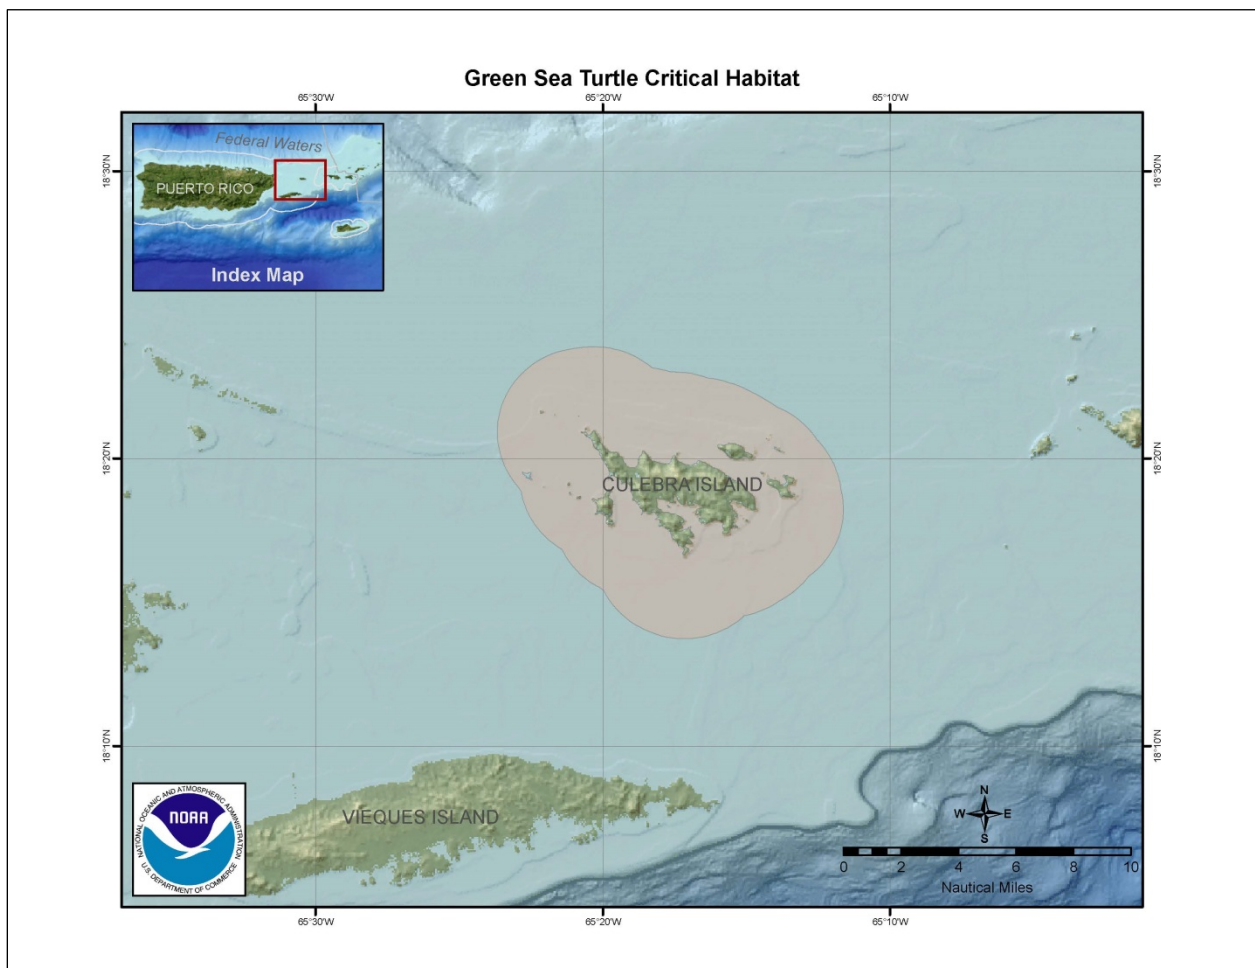 Green Sea Turtle Critical Habitat
65°30'W
65°20'W
65°10'W
Federal Waters
PUERTO RICO
Index Map
18°30'N
18°30'N
18°20'N
18°20'N
CULEBRA ISLAND
18°10'N
18°10'N
VIEQUES ISLAND
NATIONAL OCEANIC AND ATMOSPHERIC ADMINISTRATION
NOAA
U.S. DEPARTMENT OF COMMERCE
N
W E
S
0 2 4 6 8 10
Nautical Miles
65°30'W
65°20'W
65°10'W